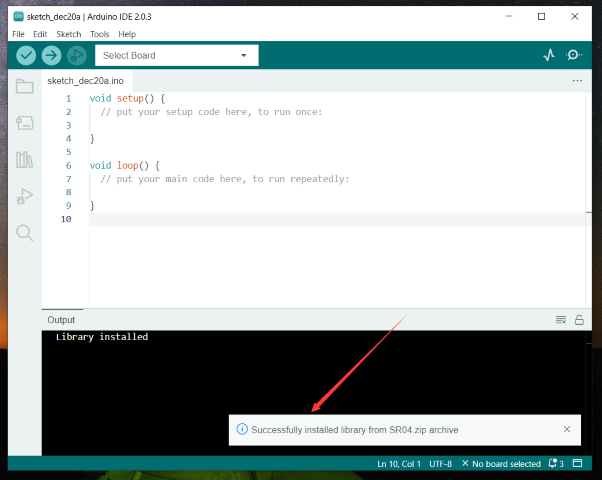 sketch_dec20a | Arduino IDE 2.0.3
File Edit Sketch Tools Help
Select Board
sketch_dec20a.ino
1 void setup() {
2 // put your setup code here, to run once:
3
4 }
5
6 void loop() {
7 // put your main code here, to run repeatedly:
8
9 }
10
Output
Library installed
Successfully installed library from SR04.zip archive
Ln 10, Col 1 UTF-8 No board selected 3